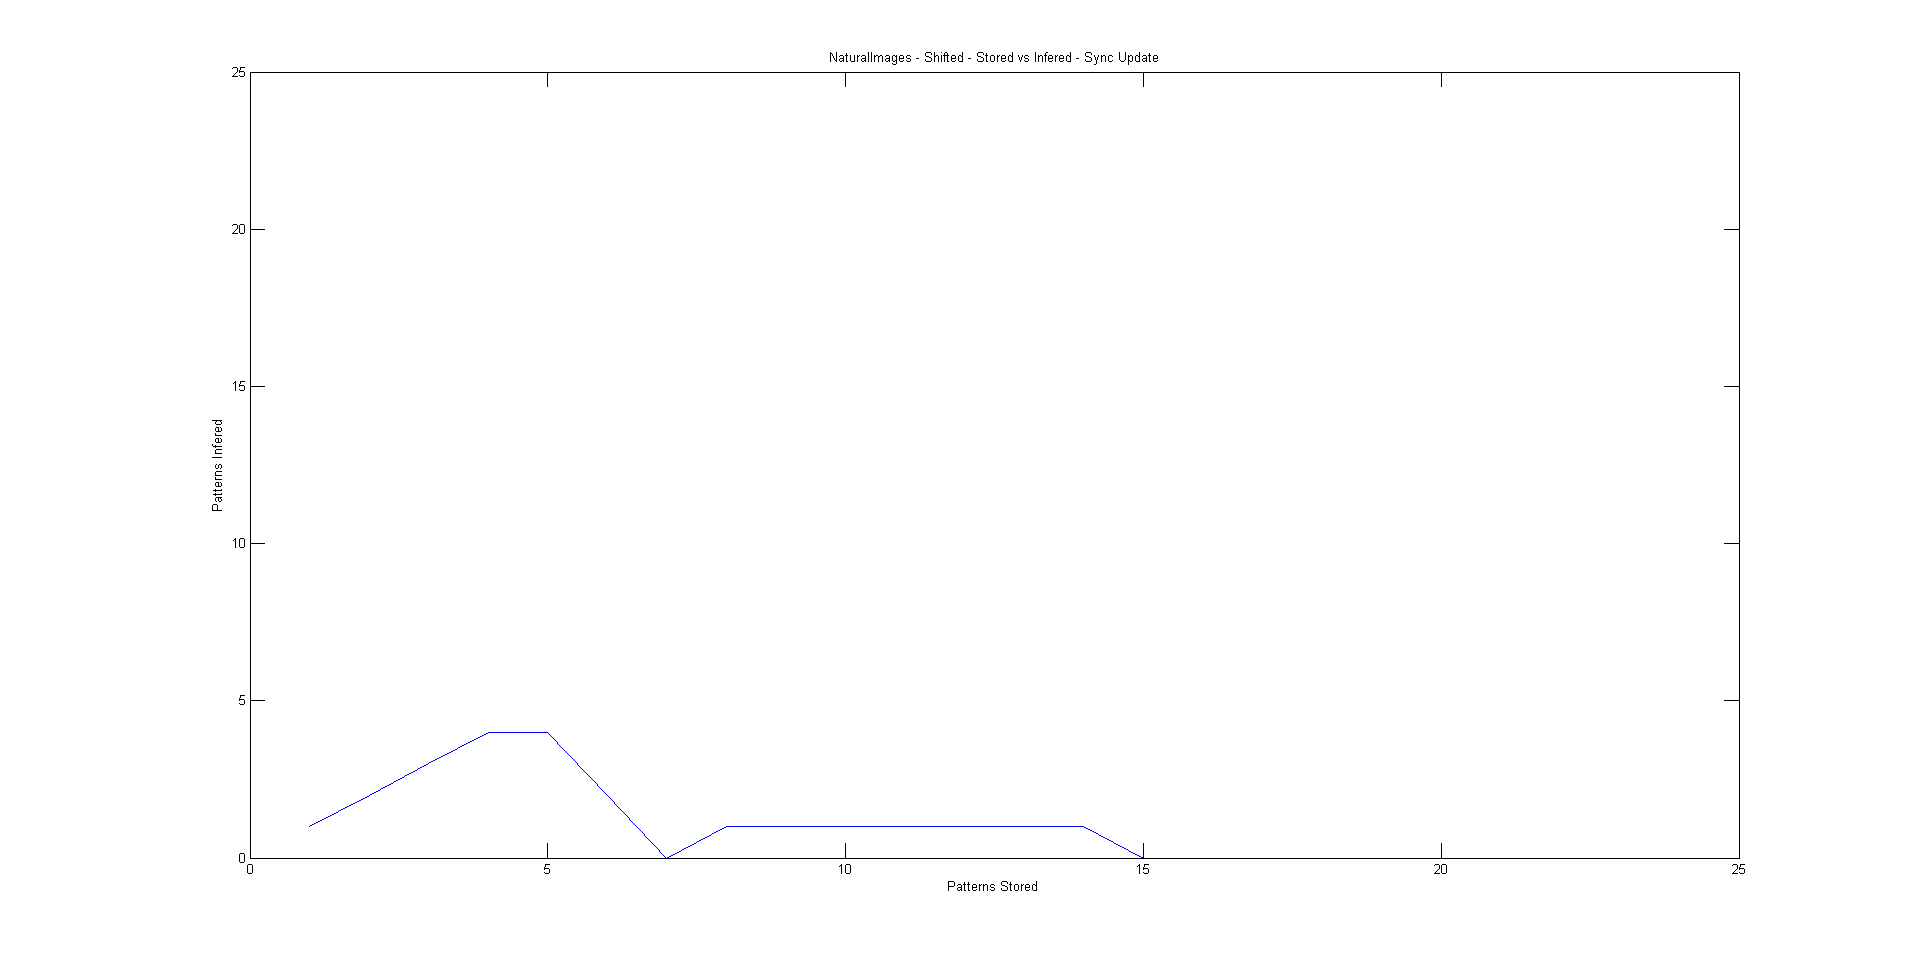 NaturalImages - Shifted - Stored vs Infered - Sync Update
25
20
15
10
5
0
Patterns Infered
0 5 10 15 20 25
Patterns Stored